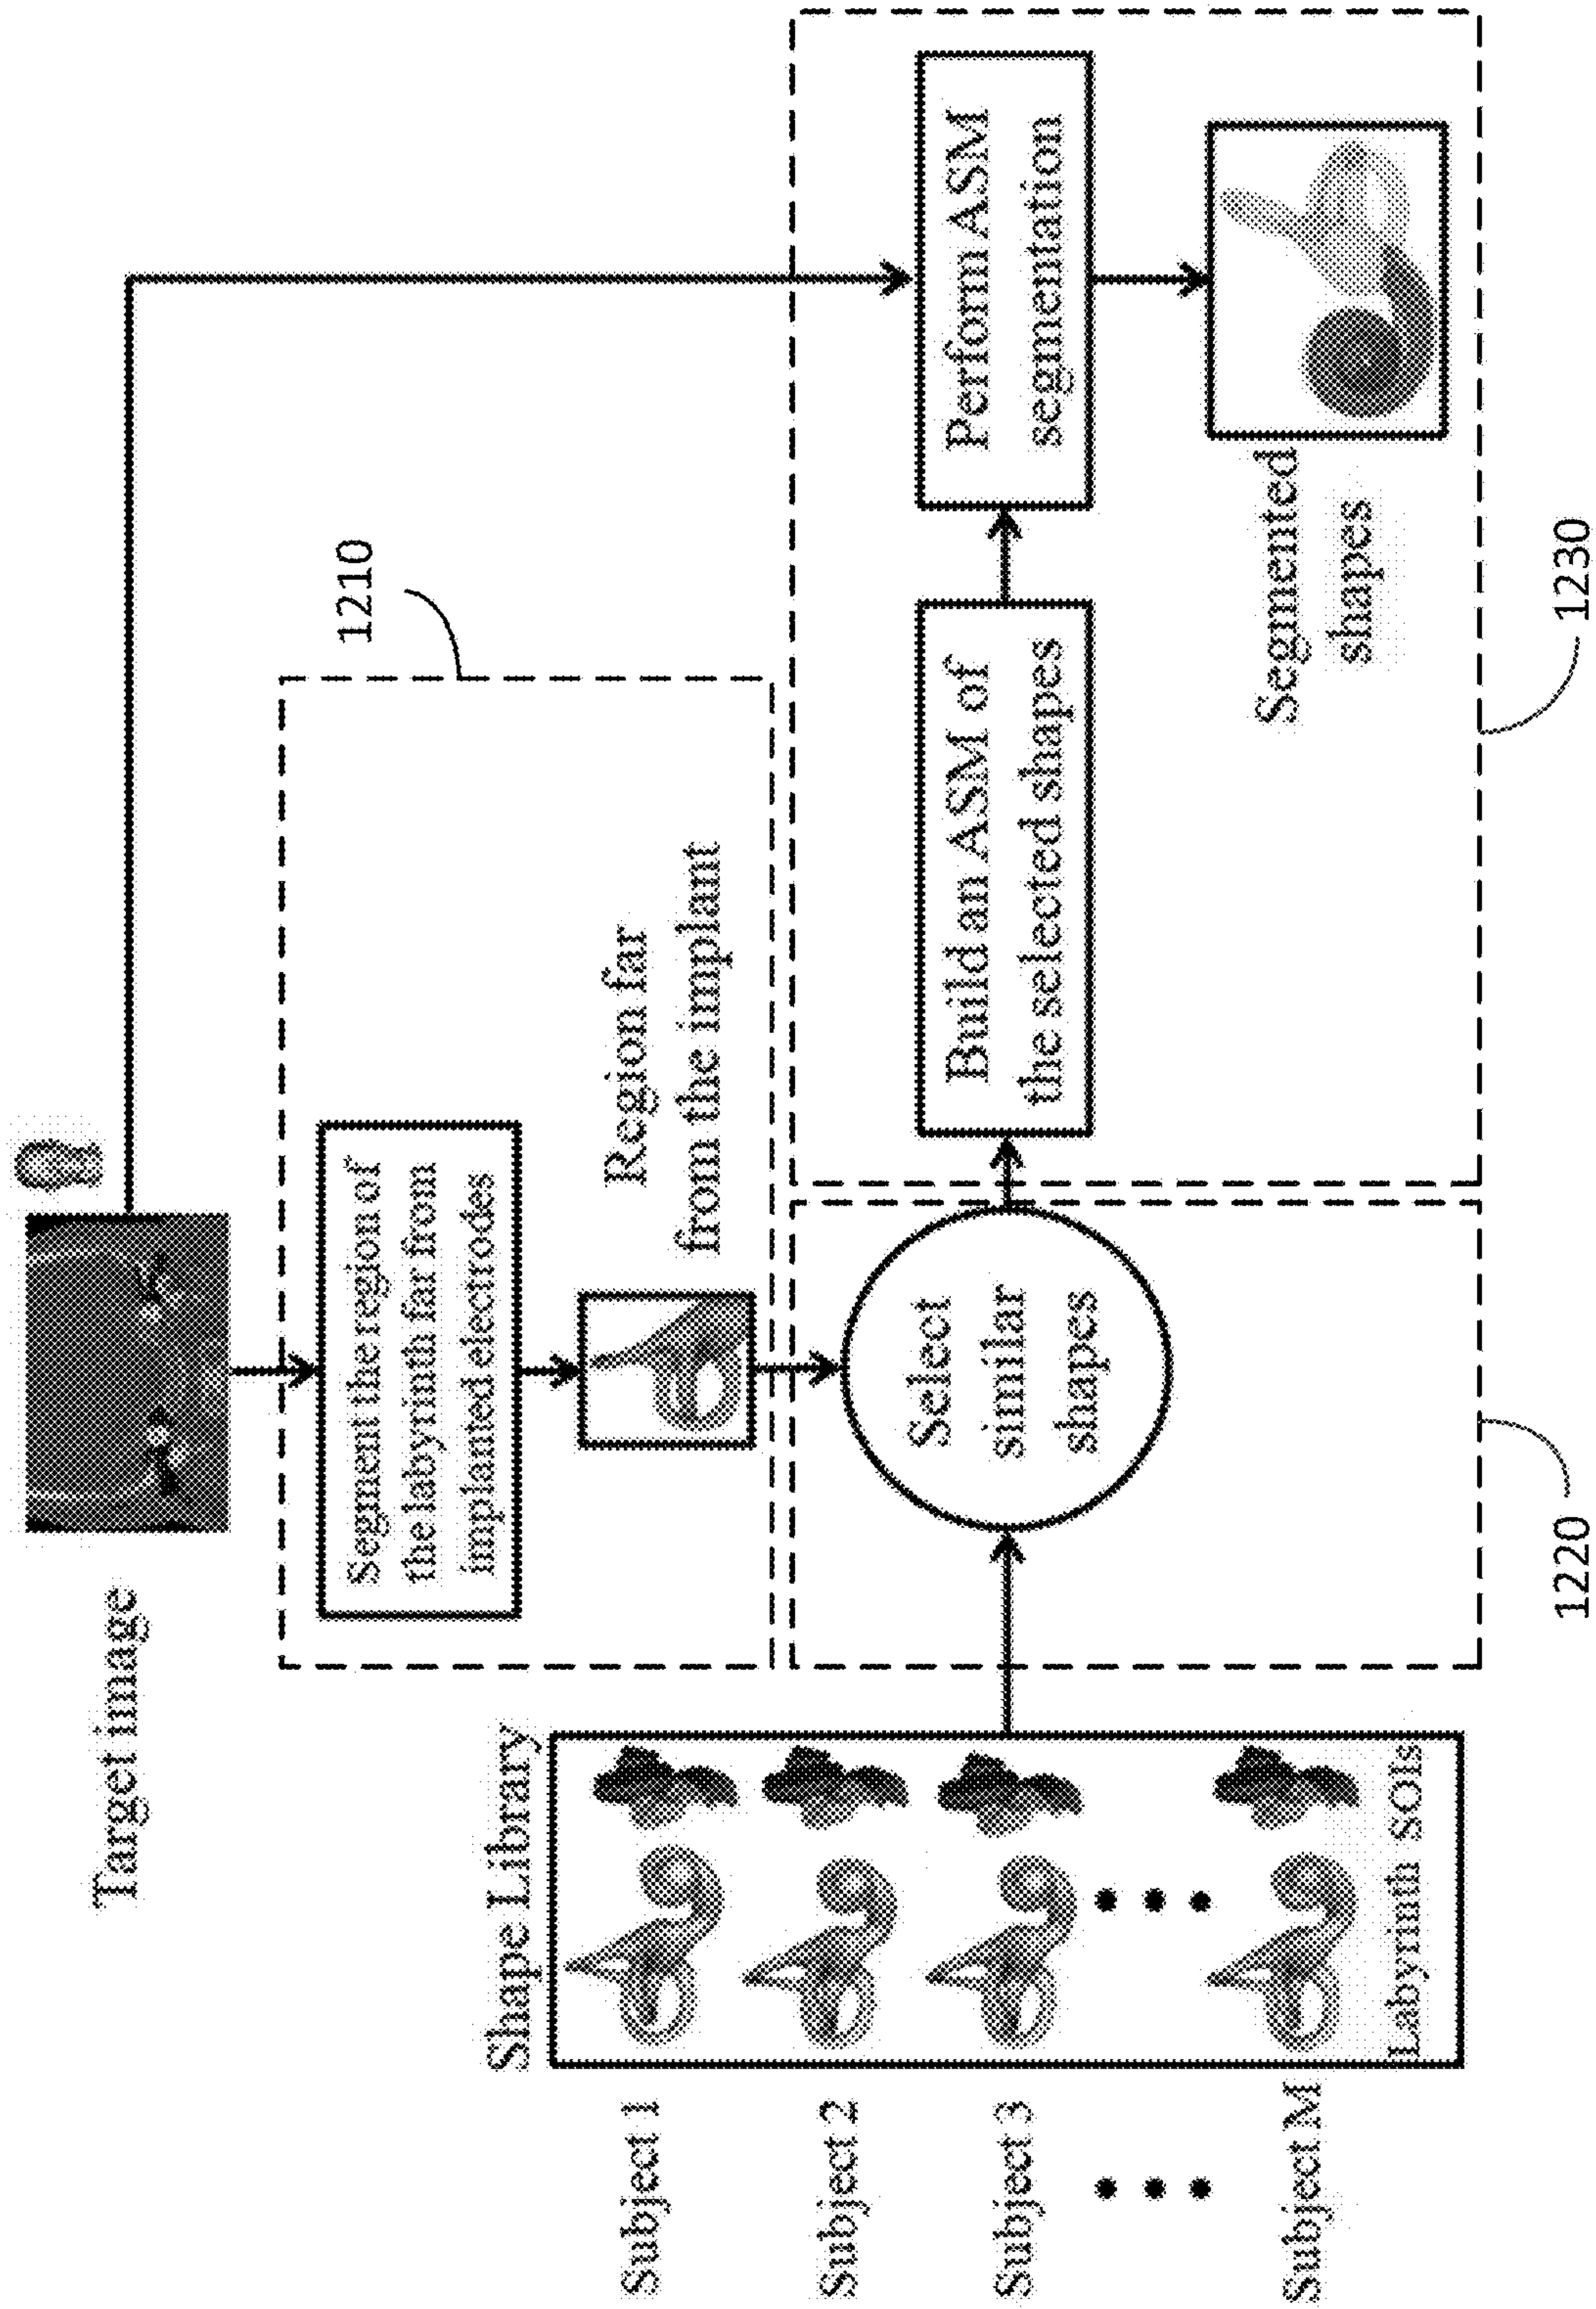 Target image
Segment the region of
the labyrinth far from
implanted electrodes
1210
Region far
from the implant
Shape Library
Subject 1
Subject 2
Subject 3
Subject M
Labyrinth SOIs
Select
similar
shapes
Build an ASM of
the selected shapes
Perform ASM
segmentation
Segmented
shapes
1220
1230